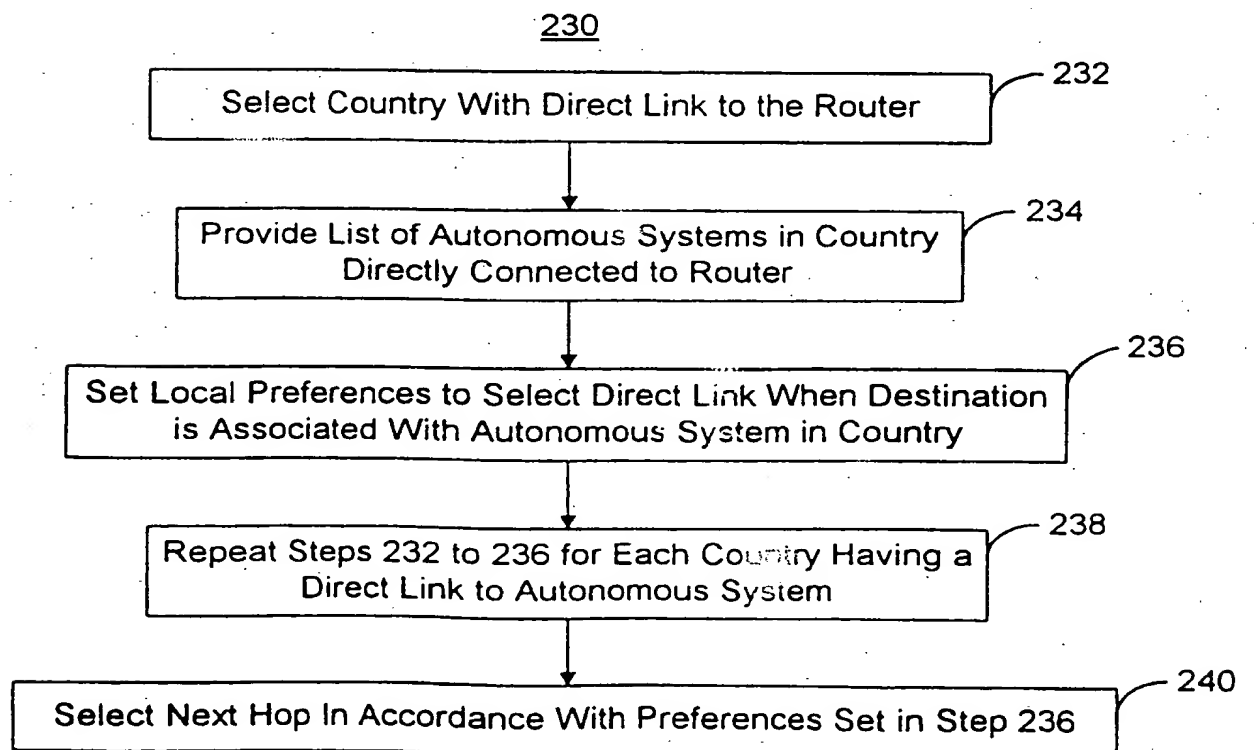 230
232
Select Country With Direct Link to the Router
234
Provide List of Autonomous Systems in Country
Directly Connected to Router
236
Set Local Preferences to Select Direct Link When Destination
is Associated With Autonomous System in Country
238
Repeat Steps 232 to 236 for Each Country Having a
Direct Link to Autonomous System
240
Select Next Hop In Accordance With Preferences Set in Step 236